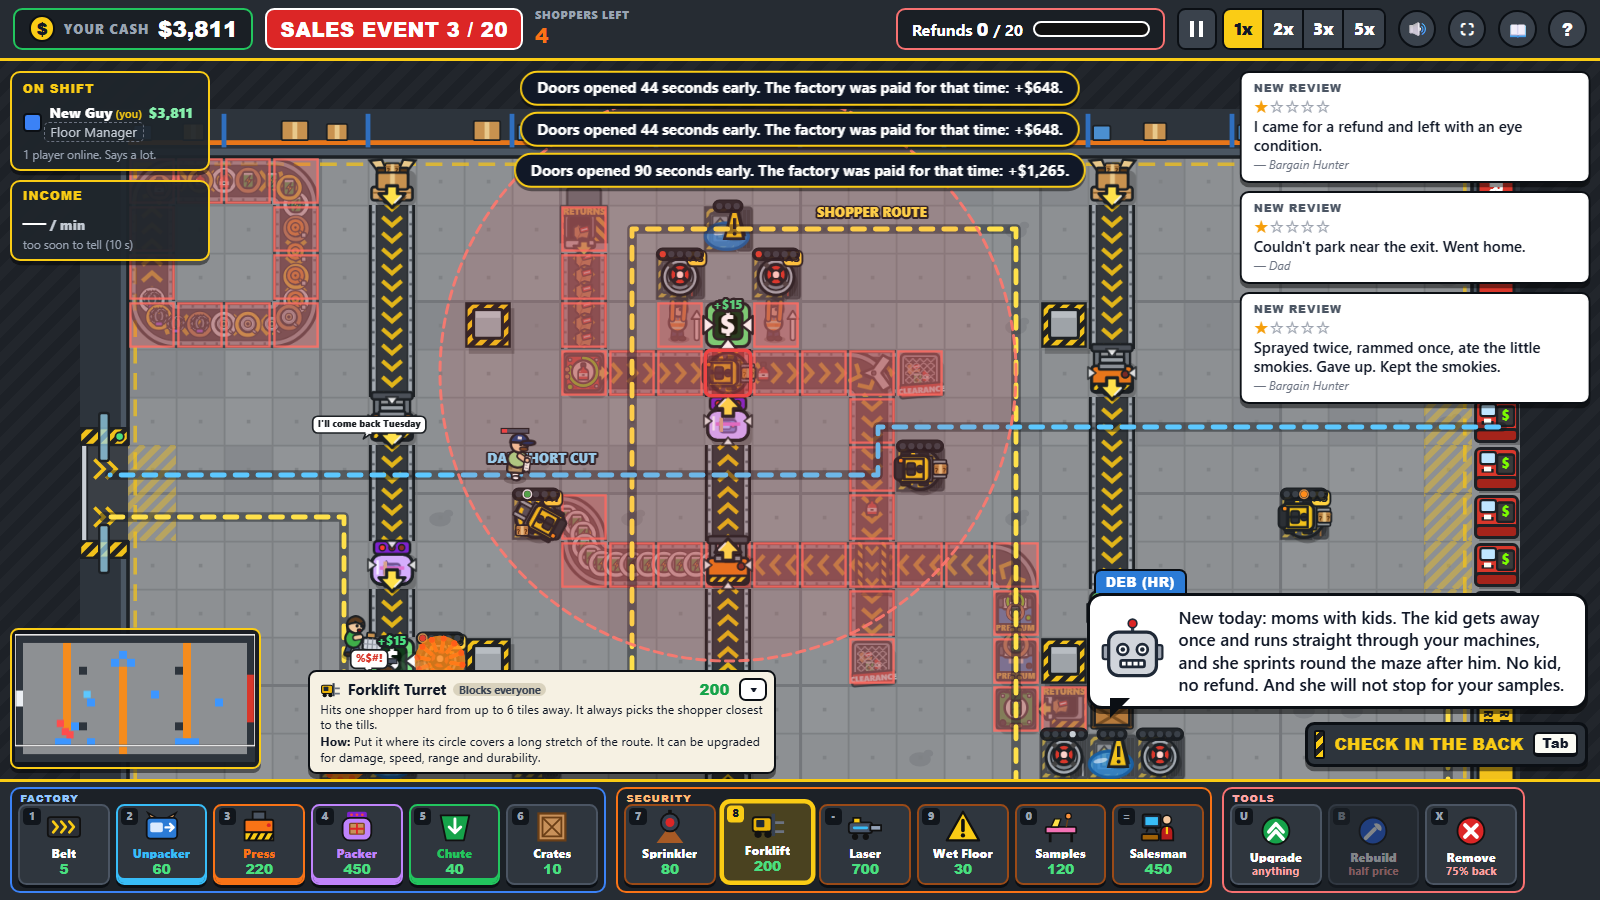 YOUR CASH $3,811
SALES EVENT 3 / 20
SHOPPERS LEFT
4
Refunds 0 / 20
1x
2x
3x
5x
?
ON SHIFT
New Guy (you) $3,811
Floor Manager
1 player online. Says a lot.
INCOME
— / min
too soon to tell (10 s)
Doors opened 44 seconds early. The factory was paid for that time: +$648.
Doors opened 44 seconds early. The factory was paid for that time: +$648.
Doors opened 90 seconds early. The factory was paid for that time: +$1,265.
NEW REVIEW
I came for a refund and left with an eye
condition.
— Bargain Hunter
NEW REVIEW
Couldn't park near the exit. Went home.
— Dad
NEW REVIEW
Sprayed twice, rammed once, ate the little
smokies. Gave up. Kept the smokies.
— Bargain Hunter
RETURNS
SHOPPER ROUTE
+$15
CLEARANCE
I'll come back Tuesday
+$15
%$#!
CLEARANCE
PREMIUM
PREMIUM
RETURNS
DEB (HR)
New today: moms with kids. The kid gets away
once and runs straight through your machines,
and she sprints round the maze after him. No kid,
no refund. And she will not stop for your samples.
Forklift Turret Blocks everyone 200
Hits one shopper hard from up to 6 tiles away. It always picks the shopper closest
to the tills.
How: Put it where its circle covers a long stretch of the route. It can be upgraded
for damage, speed, range and durability.
CHECK IN THE BACK Tab
FACTORY
1 Belt 5
2 Unpacker 60
3 Press 220
4 Packer 450
5 Chute 40
6 Crates 10
SECURITY
7 Sprinkler 80
8 Forklift 200
- Laser 700
9 Wet Floor 30
0 Samples 120
= Salesman 450
TOOLS
U Upgrade anything
B Rebuild half price
X Remove 75% back